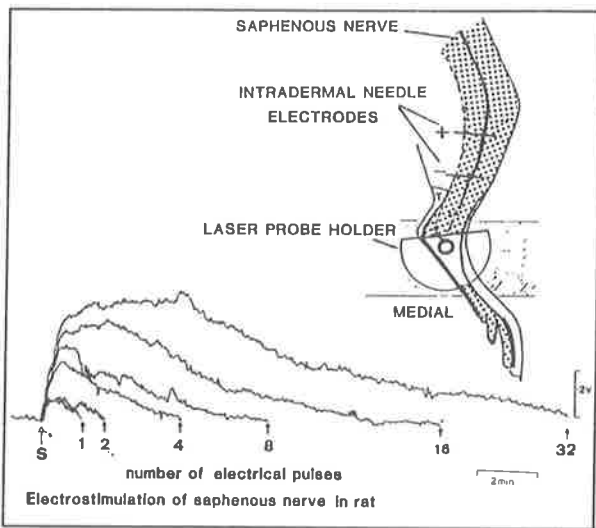 SAPHENOUS NERVE
INTRADERMAL NEEDLE
ELECTRODES
+
−
LASER PROBE HOLDER
MEDIAL
2v
S 1 2 4 8 16 32
number of electrical pulses
2min
Electrostimulation of saphenous nerve in rat